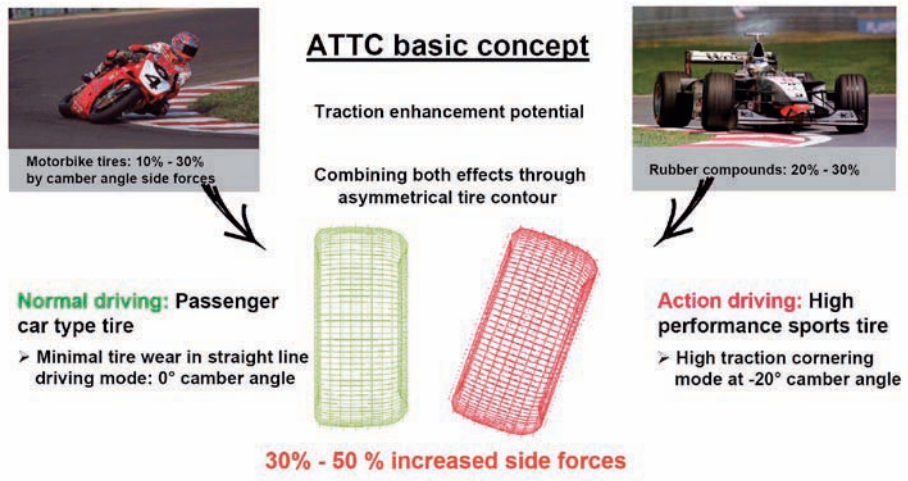 ATTC basic concept
Traction enhancement potential
Motorbike tires: 10% - 30%
by camber angle side forces
Combining both effects through
asymmetrical tire contour
Rubber compounds: 20% - 30%
Normal driving: Passenger
car type tire
➢ Minimal tire wear in straight line
driving mode: 0° camber angle
Action driving: High
performance sports tire
➢ High traction cornering
mode at -20° camber angle
30% - 50 % increased side forces